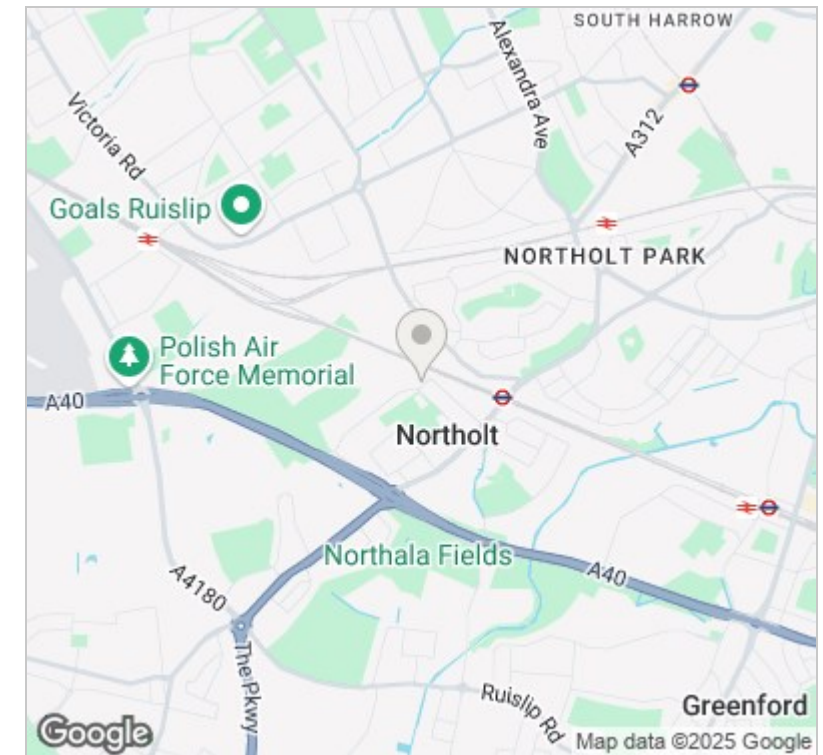 SOUTH HARROW
Alexandra Ave
Victoria Rd
A312
Goals Ruislip
NORTHOLT PARK
Polish Air
Force Memorial
A40
Northolt
Northala Fields
A40
A4180
The Pkwy
Ruislip Rd
Greenford
Google
Map data ©2025 Google